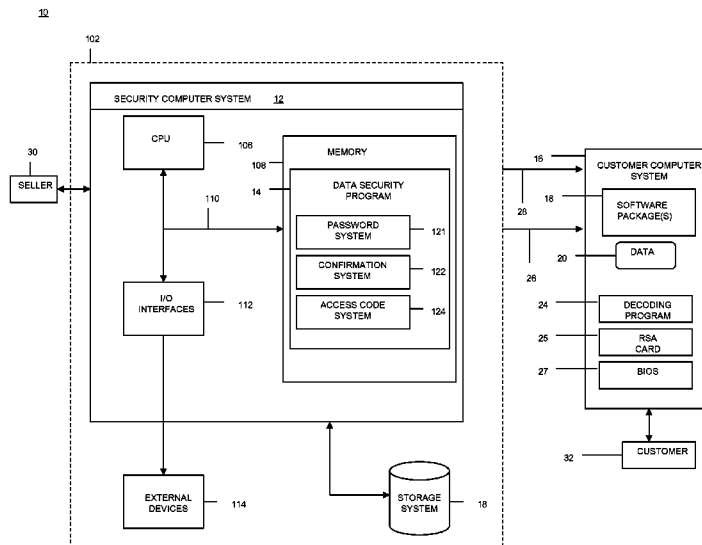 10
102
SECURITY COMPUTER SYSTEM 12
CPU
106
30
SELLER
MEMORY
108
14
DATA SECURITY
PROGRAM
110
PASSWORD
SYSTEM
121
CONFIRMATION
SYSTEM
122
ACCESS CODE
SYSTEM
124
I/O
INTERFACES
112
EXTERNAL
DEVICES
114
STORAGE
SYSTEM
18
28
26
16
CUSTOMER COMPUTER
SYSTEM
18
SOFTWARE
PACKAGE(S)
20
DATA
24
DECODING
PROGRAM
25
RSA
CARD
27
BIOS
32
CUSTOMER